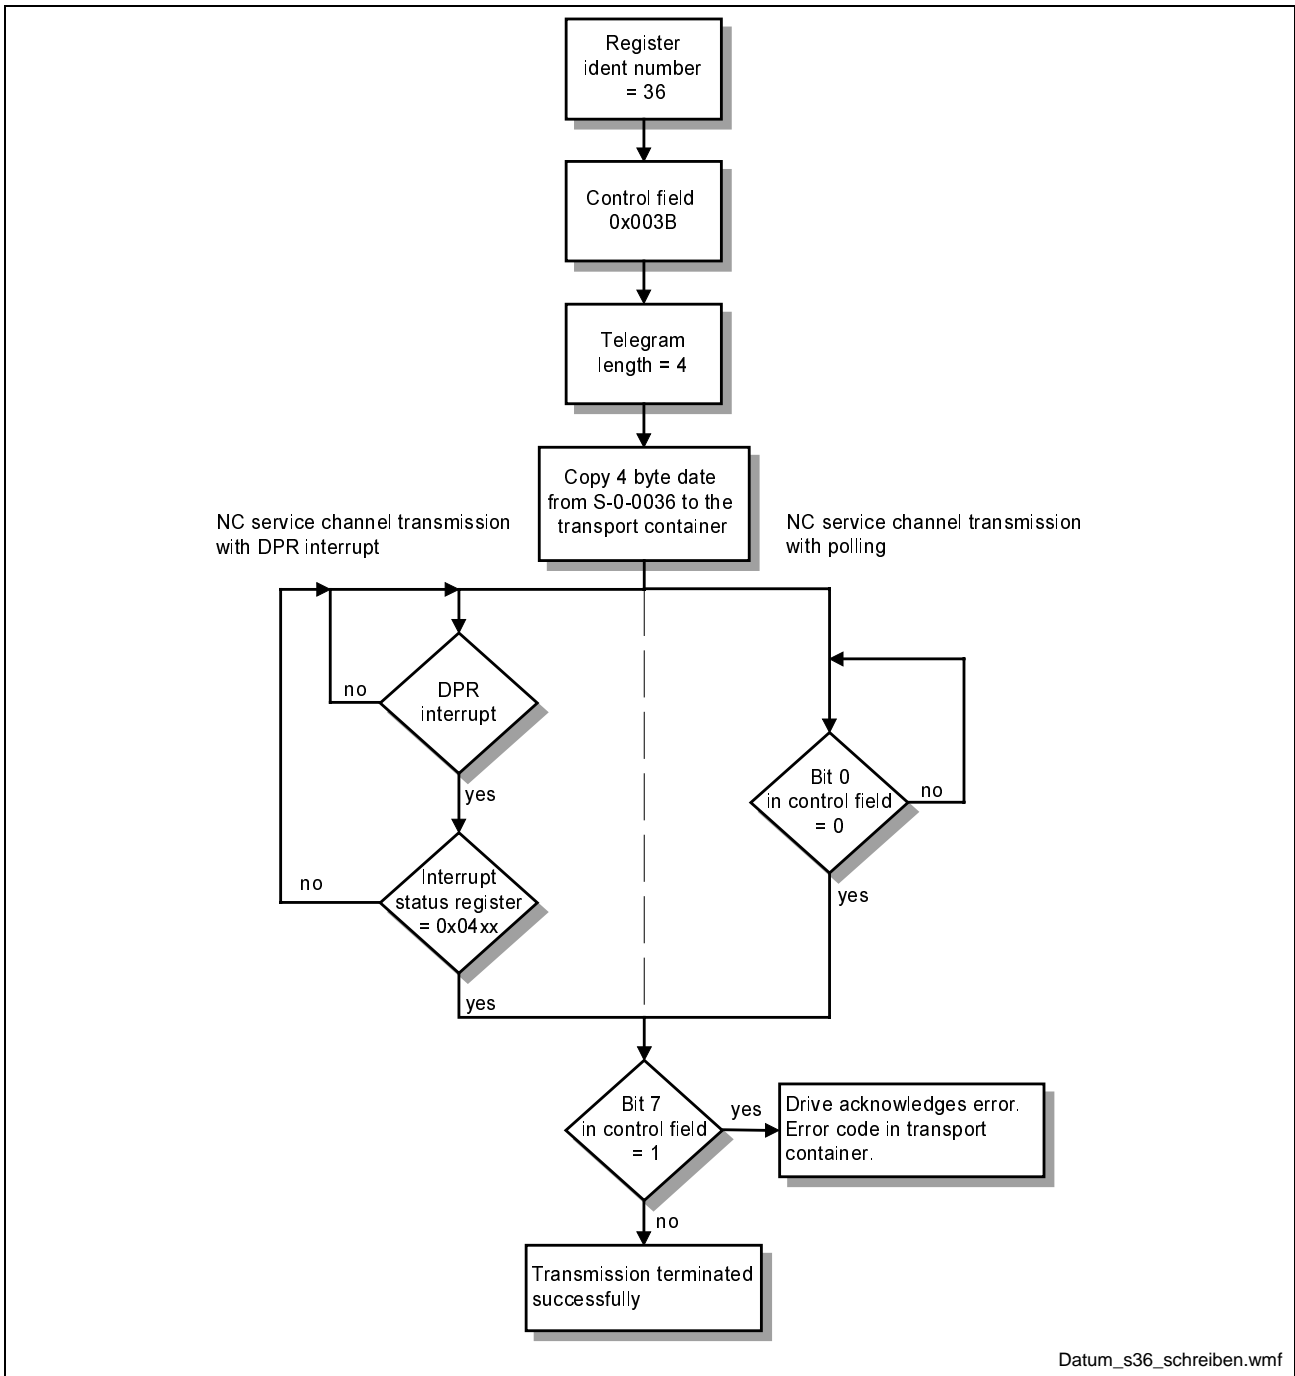 Register
ident number
= 36
Control field
0x003B
Telegram
length = 4
Copy 4 byte date
from S-0-0036 to the
transport container
NC service channel transmission
with DPR interrupt
NC service channel transmission
with polling
DPR
interrupt
no
yes
Bit 0
in control field
= 0
no
yes
Interrupt
status register
= 0x04xx
no
yes
Bit 7
in control field
= 1
yes
Drive acknowledges error.
Error code in transport
container.
no
Transmission terminated
successfully
Datum_s36_schreiben.wmf